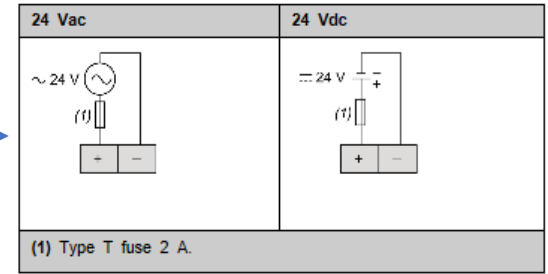 24 Vac
24 Vdc
~ 24 V
(1)
+ −
⎓ 24 V − +
(1)
+ −
(1) Type T fuse 2 A.